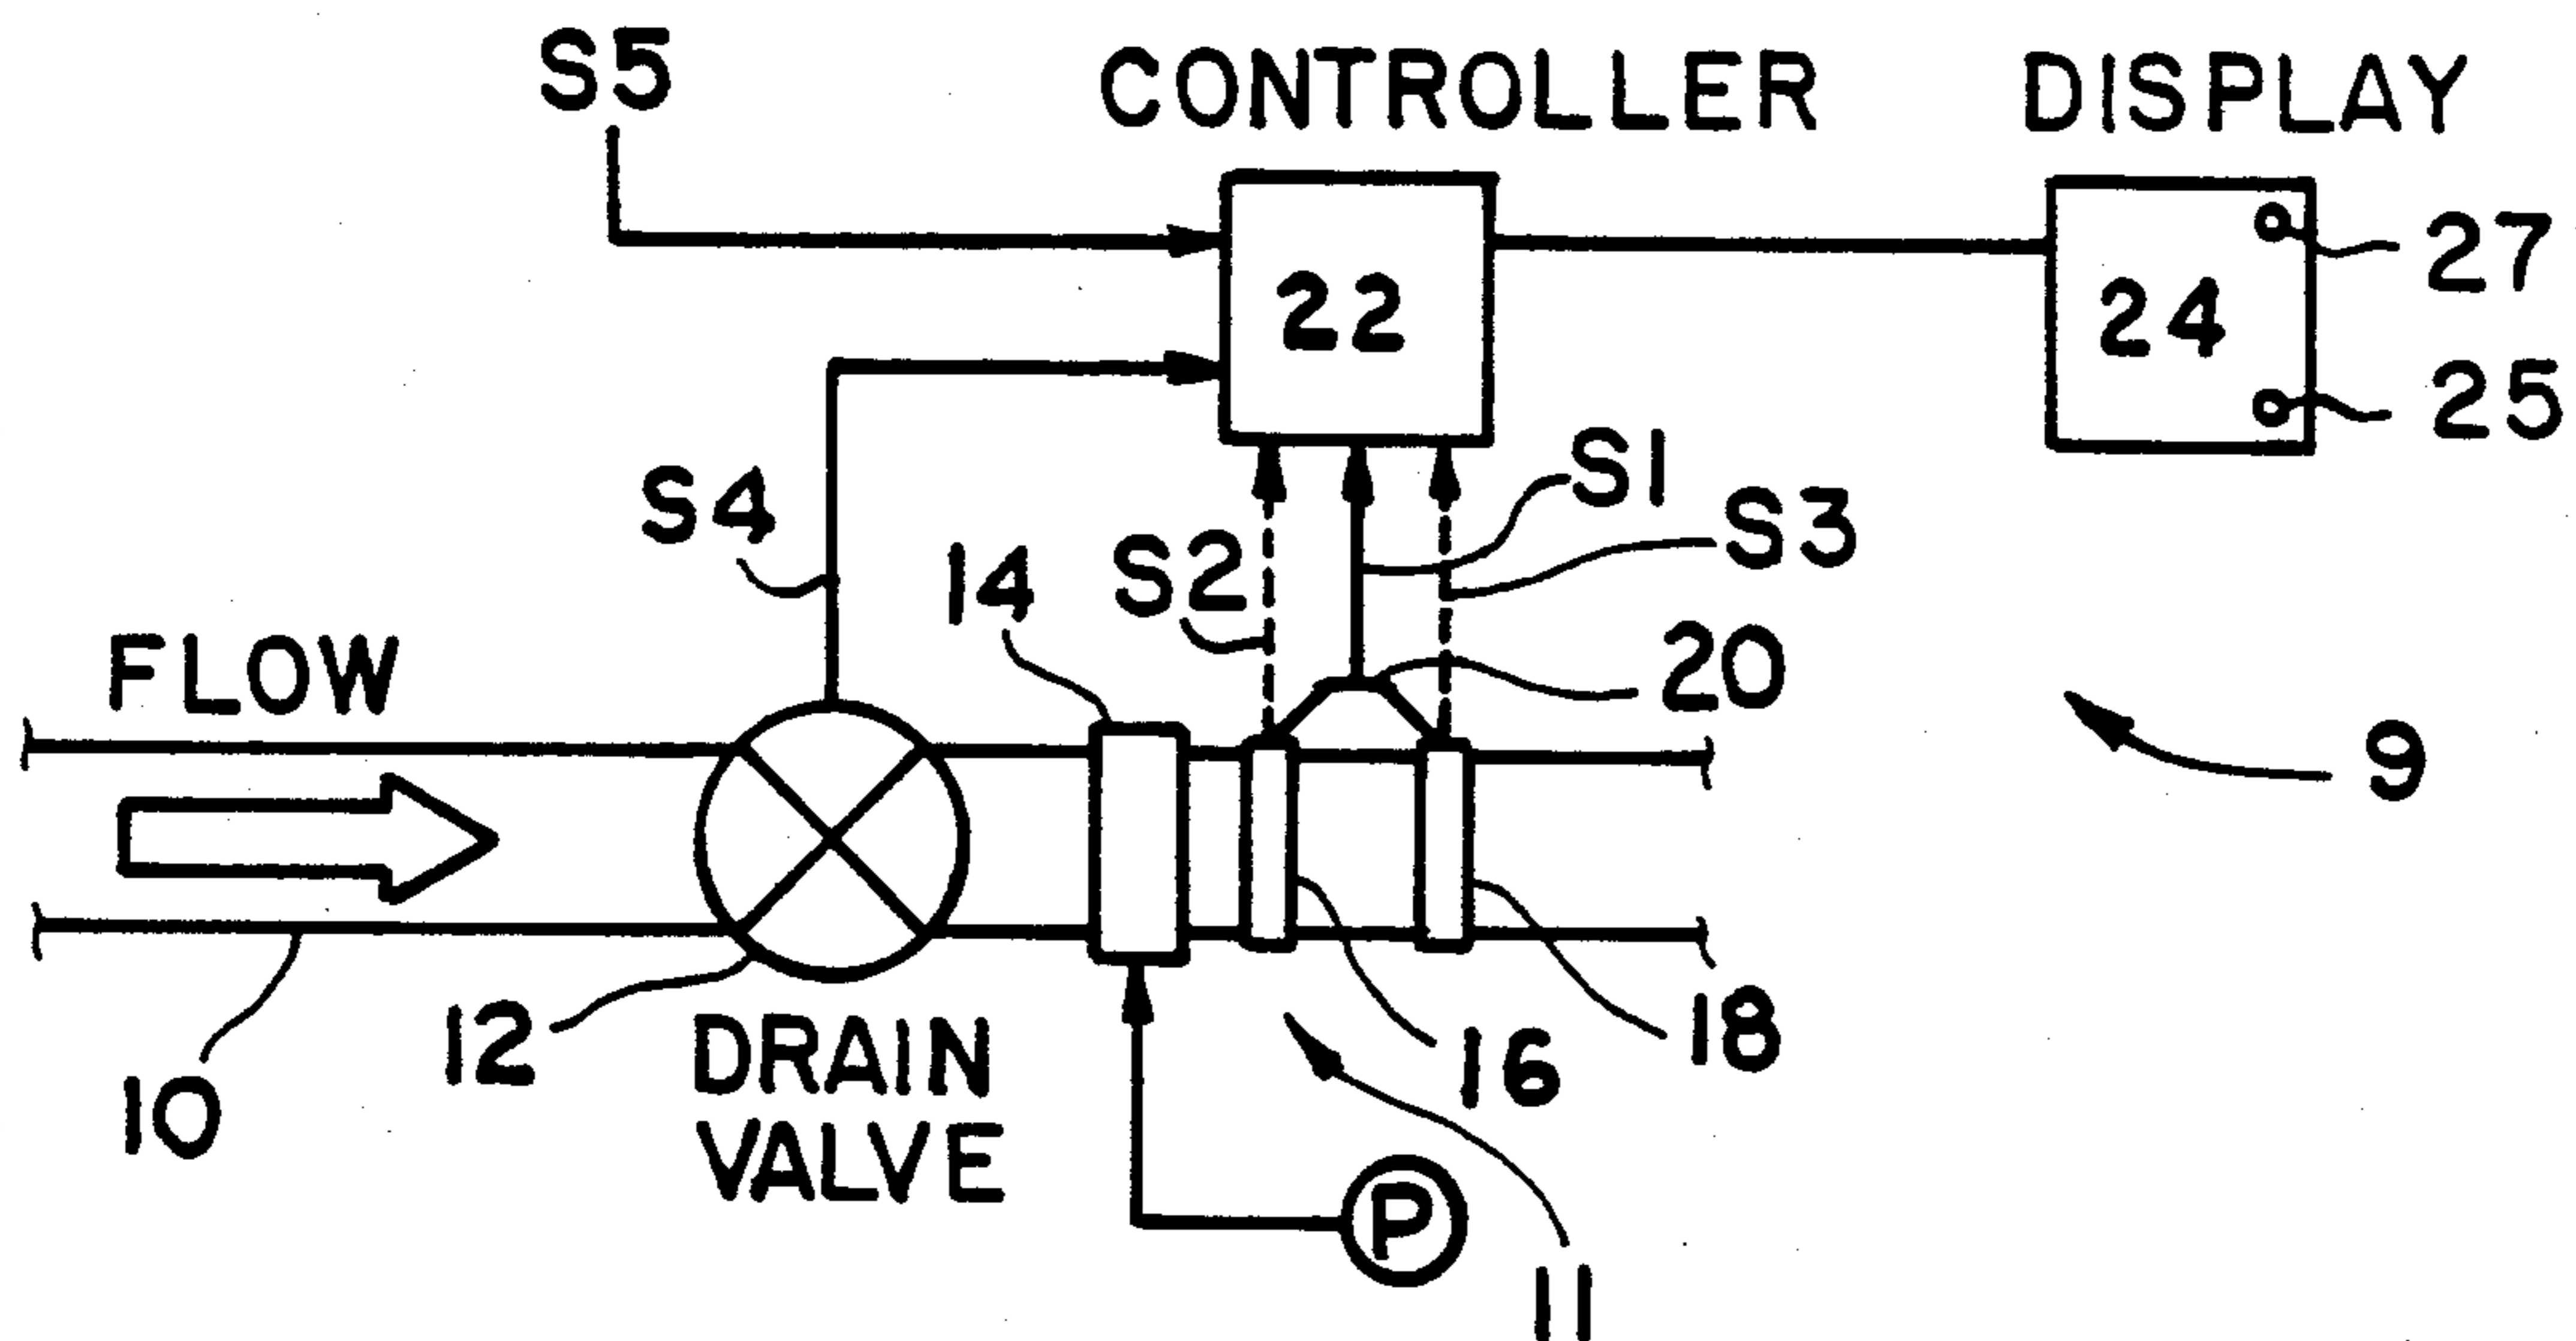 S5
CONTROLLER
DISPLAY
22
24
27
25
S4
S1
S2
S3
14
20
FLOW
9
10
12
DRAIN
VALVE
16
18
P
11